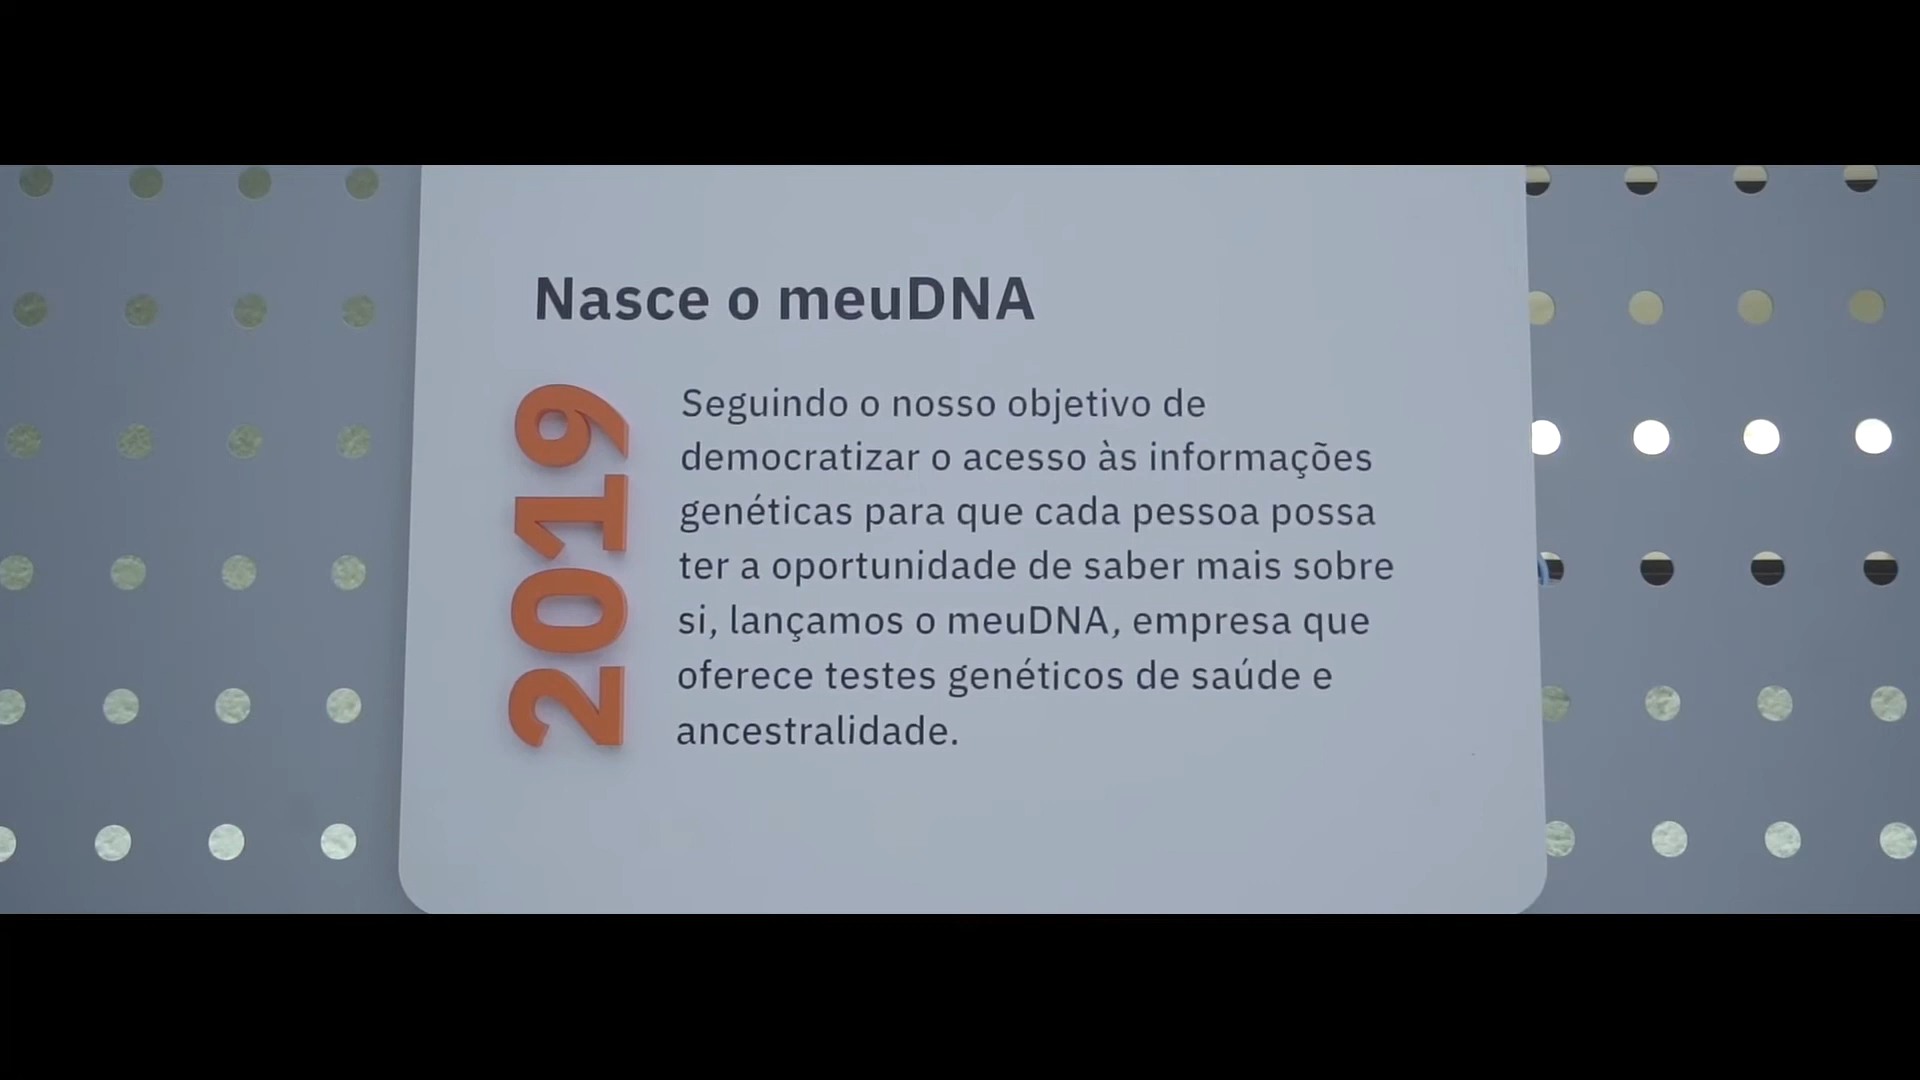 Nasce o meuDNA
2019
Seguindo o nosso objetivo de
democratizar o acesso às informações
genéticas para que cada pessoa possa
ter a oportunidade de saber mais sobre
si, lançamos o meuDNA, empresa que
oferece testes genéticos de saúde e
ancestralidade.